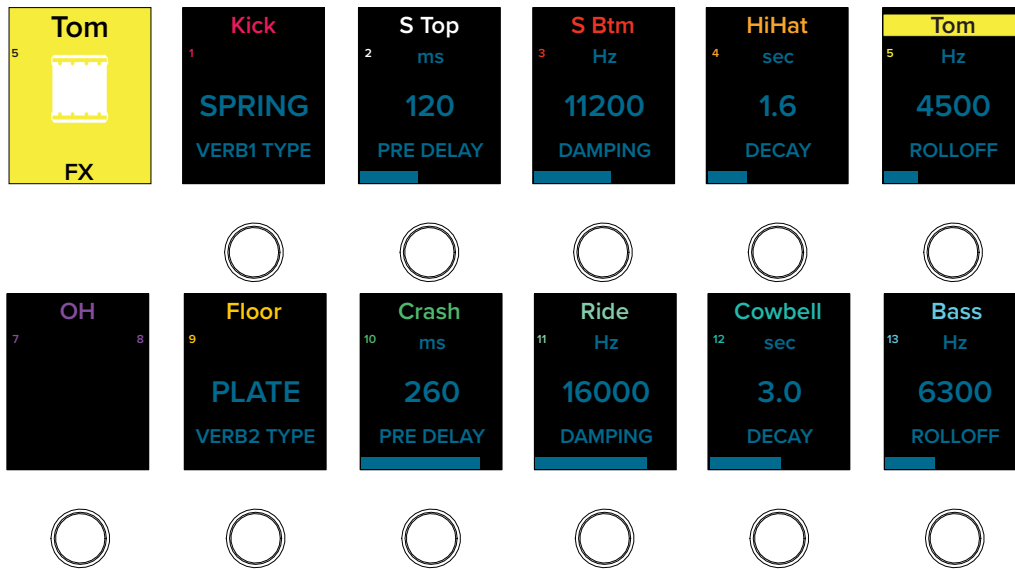 Tom
5
FX
Kick
1
SPRING
VERB1 TYPE
S Top
2
ms
120
PRE DELAY
S Btm
3
Hz
11200
DAMPING
HiHat
4
sec
1.6
DECAY
Tom
5
Hz
4500
ROLLOFF
OH
7 8
Floor
9
PLATE
VERB2 TYPE
Crash
10
ms
260
PRE DELAY
Ride
11
Hz
16000
DAMPING
Cowbell
12
sec
3.0
DECAY
Bass
13
Hz
6300
ROLLOFF